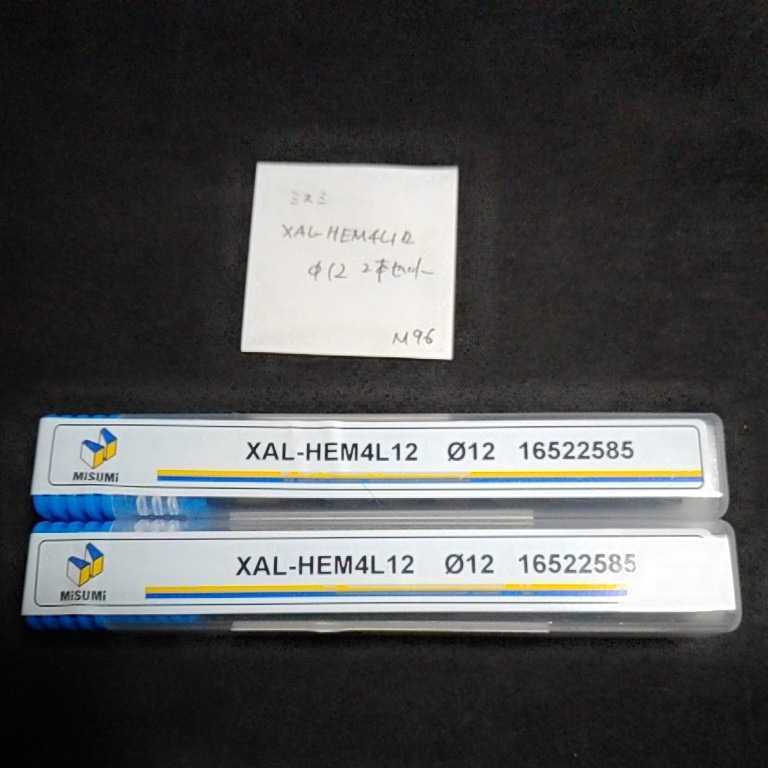 ミスミ
XAL-HEM4L12
φ12 2本セット
M96
MiSUMi
XAL-HEM4L12 Ø12 16522585
MiSUMi
XAL-HEM4L12 Ø12 16522585